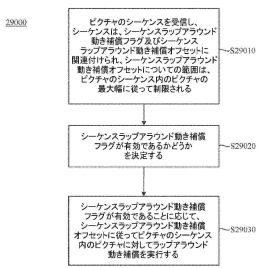 29000
ピクチャのシーケンスを受信し、
シーケンスは、シーケンスラップアラウンド
動き補償フラグ及びシーケンス
ラップアラウンド動き補償オフセットに
関連付けられ、シーケンスラップアラウンド
動き補償オフセットについての範囲は、
ピクチャのシーケンス内のピクチャの
最大幅に従って制限される
S29010
シーケンスラップアラウンド動き補償
フラグが有効であるかどうか
を決定する
S29020
シーケンスラップアラウンド動き補償
フラグが有効であることに応じて、
シーケンスラップアラウンド動き補償
オフセットに従ってピクチャのシーケンス
内のピクチャに対してラップアラウンド
動き補償を実行する
S29030